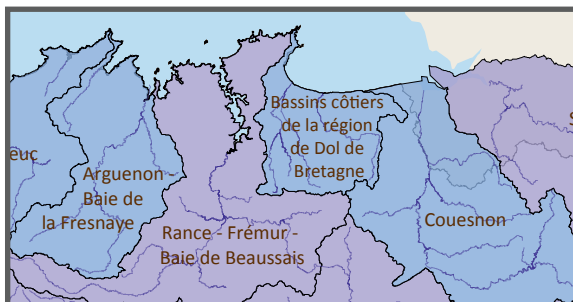 Bassins côtiers
de la région
de Dol de
Bretagne
euc
Arguenon -
Baie de
la Fresnaye
Rance - Frémur -
Baie de Beaussais
Couesnon
S